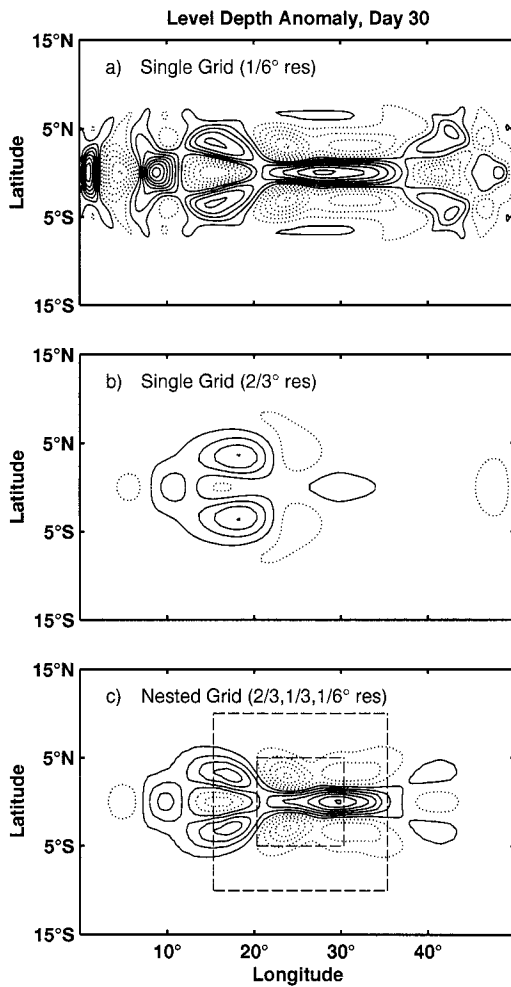 Level Depth Anomaly, Day 30
15°N
a) Single Grid (1/6° res)
5°N
Latitude
5°S
15°S
15°N
b) Single Grid (2/3° res)
5°N
Latitude
5°S
15°S
15°N
c) Nested Grid (2/3,1/3,1/6° res)
5°N
Latitude
5°S
15°S
10° 20° 30° 40°
Longitude